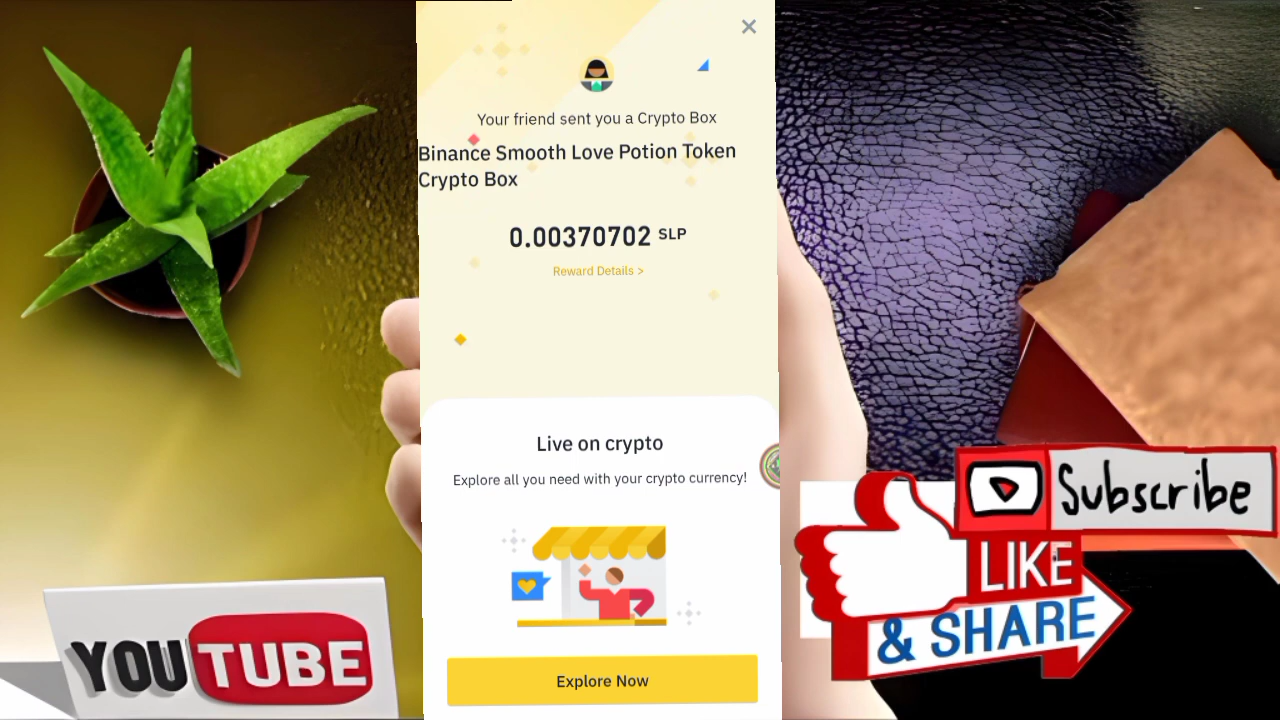 Your friend sent you a Crypto Box
Binance Smooth Love Potion Token
Crypto Box
0.00370702 SLP
Reward Details >
Live on crypto
Explore all you need with your crypto currency!
Explore Now
YOUTUBE
Subscribe
LIKE
& SHARE